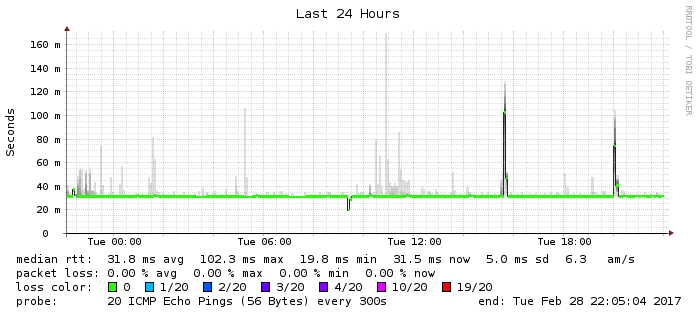 Last 24 Hours
RRDTOOL / TOBI OETIKER
Seconds
160 m
140 m
120 m
100 m
80 m
60 m
40 m
20 m
0
Tue 00:00 Tue 06:00 Tue 12:00 Tue 18:00
median rtt: 31.8 ms avg 102.3 ms max 19.8 ms min 31.5 ms now 5.0 ms sd 6.3 am/s
packet loss: 0.00 % avg 0.00 % max 0.00 % min 0.00 % now
loss color: 0 1/20 2/20 3/20 4/20 10/20 19/20
probe: 20 ICMP Echo Pings (56 Bytes) every 300s end: Tue Feb 28 22:05:04 2017